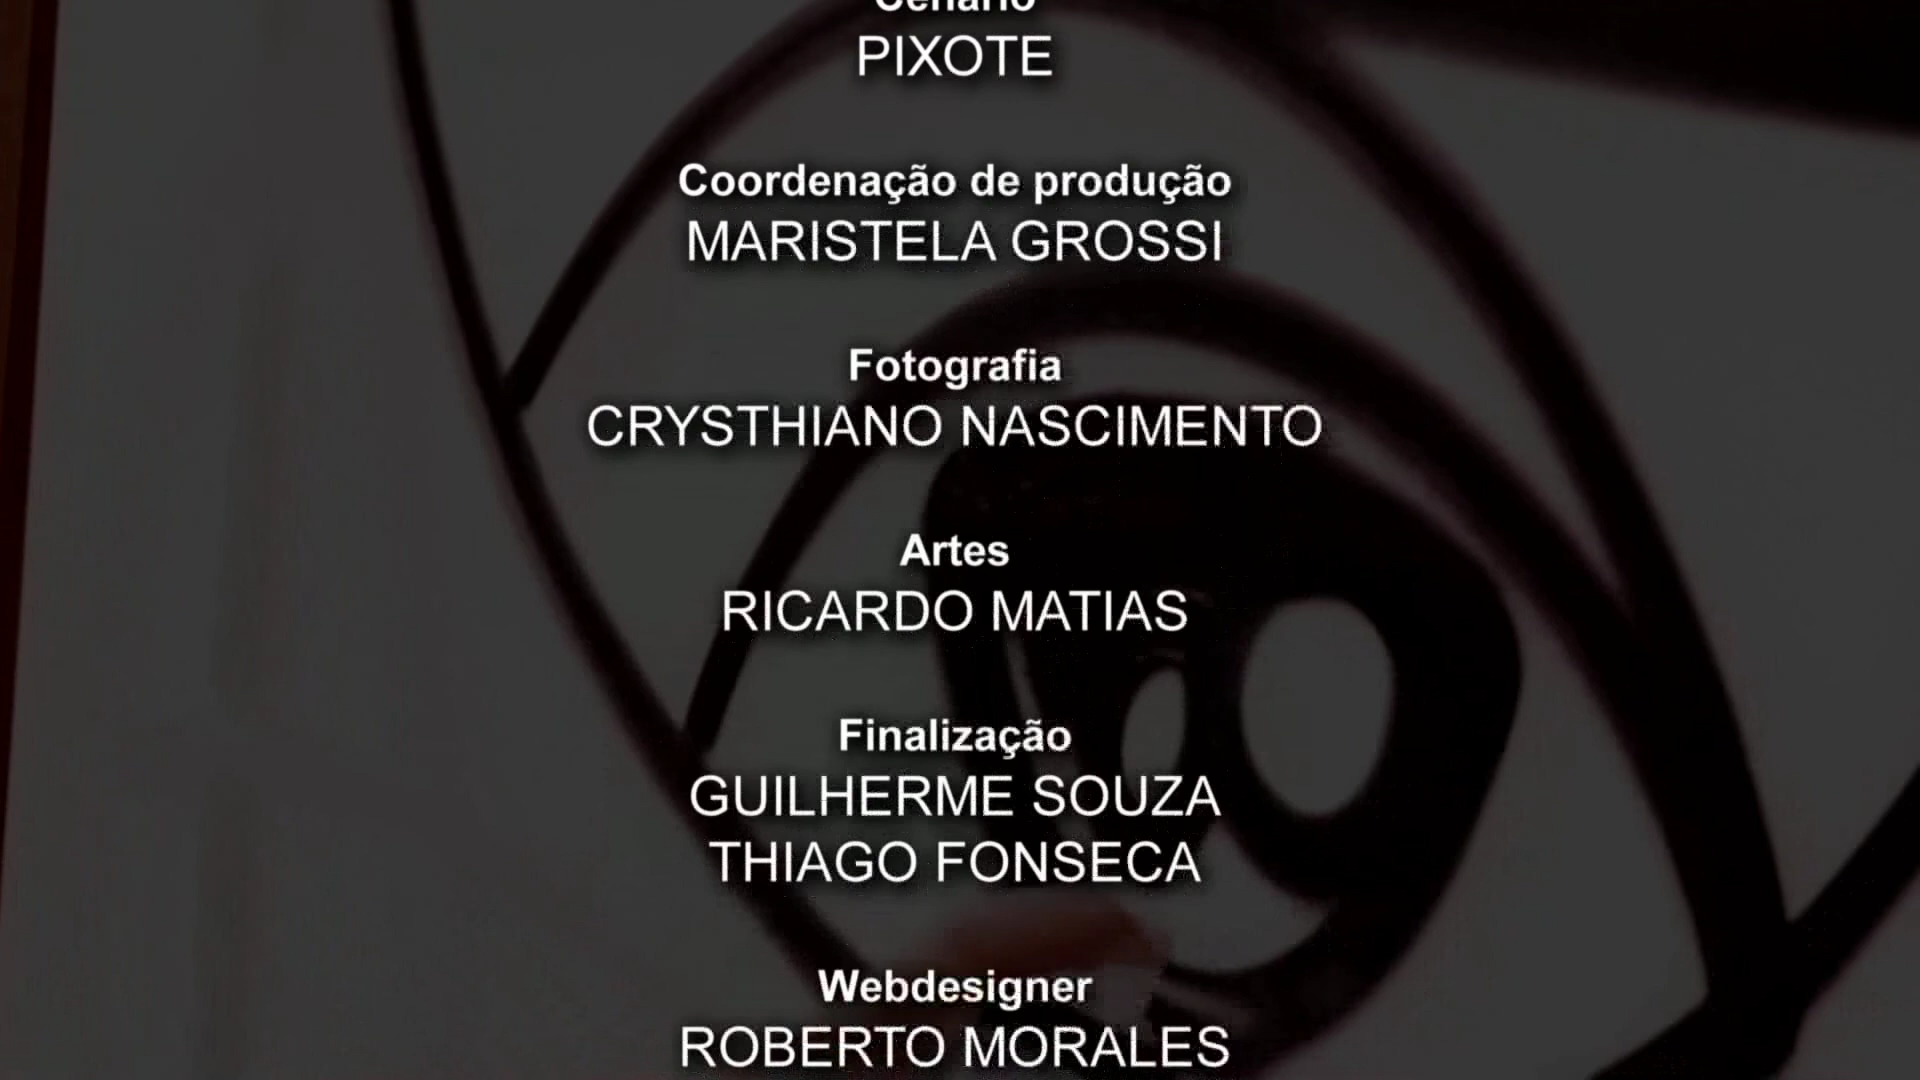 Cenário
PIXOTE
Coordenação de produção
MARISTELA GROSSI
Fotografia
CRYSTHIANO NASCIMENTO
Artes
RICARDO MATIAS
Finalização
GUILHERME SOUZA
THIAGO FONSECA
Webdesigner
ROBERTO MORALES